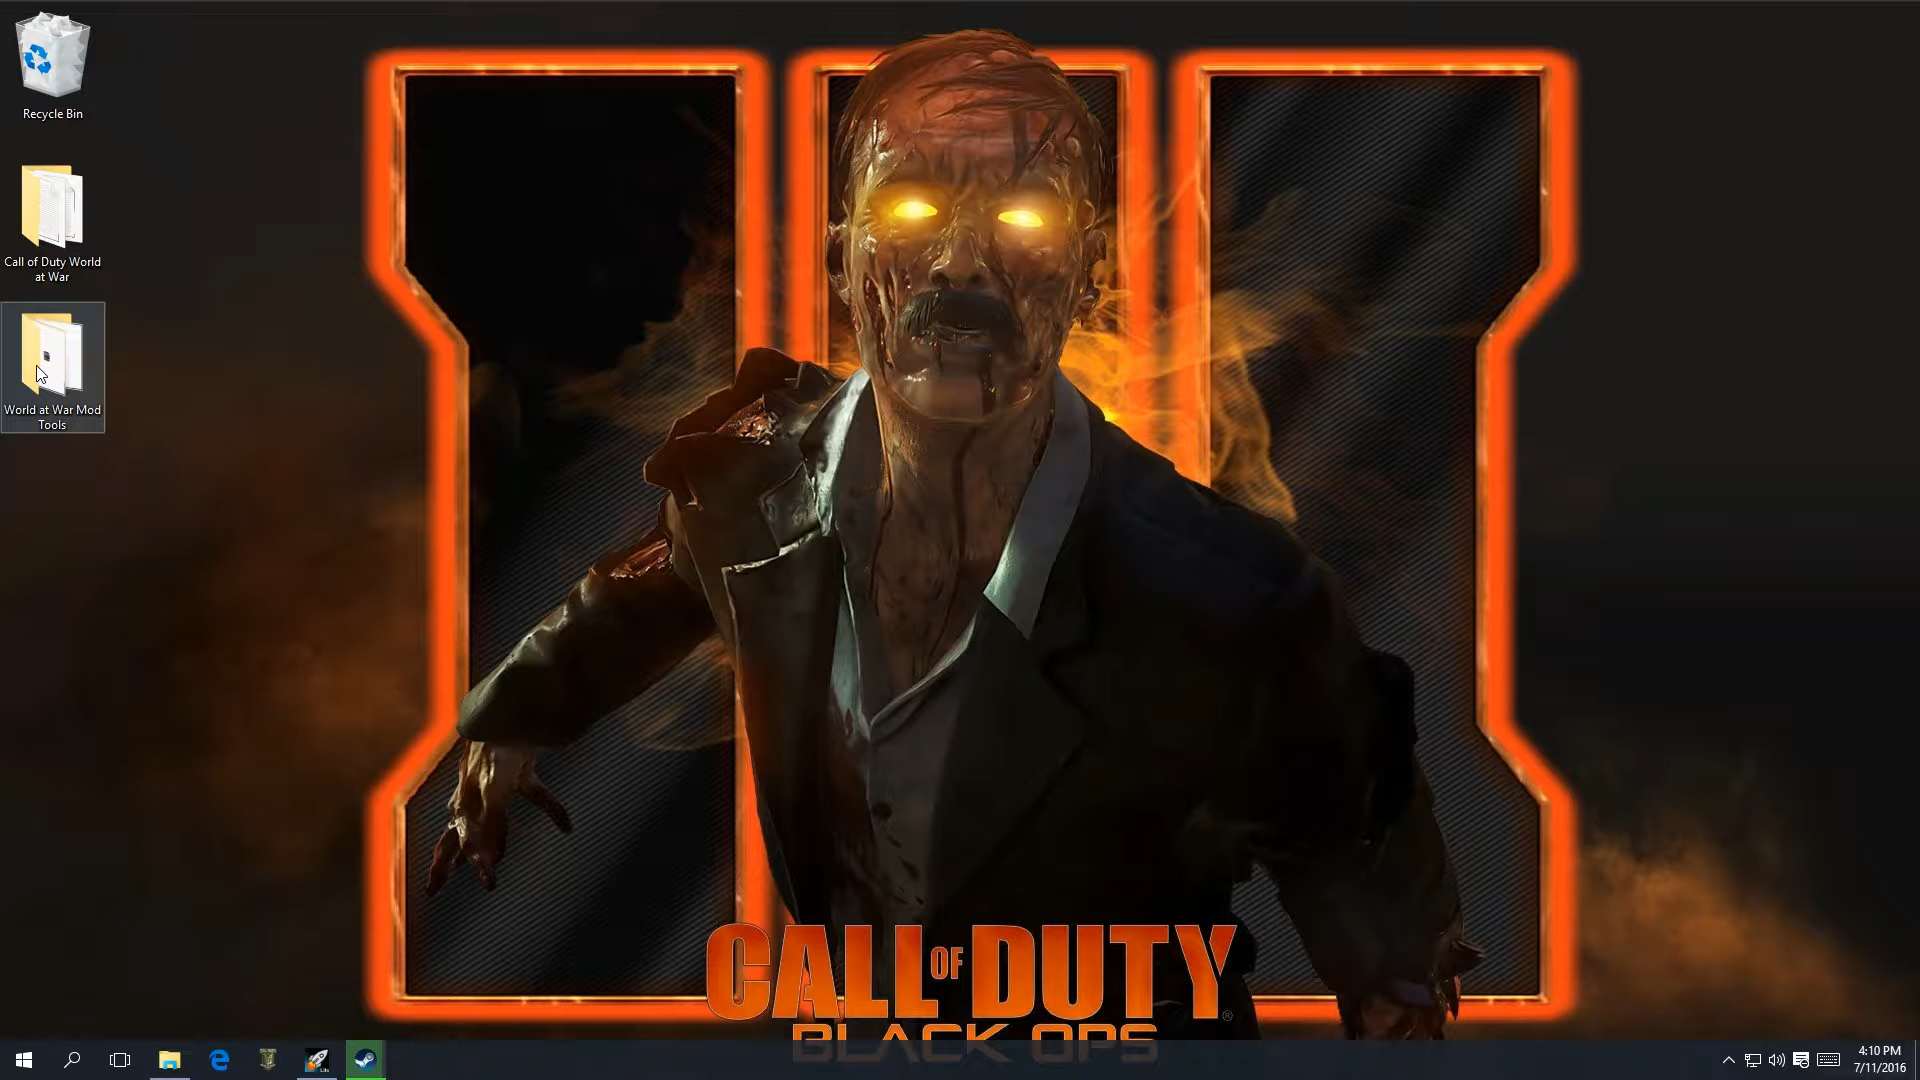 Recycle Bin
Call of Duty World
at War
World at War Mod
Tools
CALL OF DUTY®
BLACK OPS
4:10 PM
7/11/2016